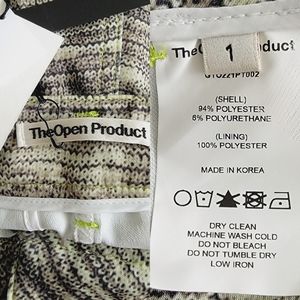 TheOpen Product
TheOpen Product
1
GTO221PT002
(SHELL)
94% POLYESTER
6% POLYURETHANE
(LINING)
100% POLYESTER
MADE IN KOREA
DRY CLEAN
MACHINE WASH COLD
DO NOT BLEACH
DO NOT TUMBLE DRY
LOW IRON